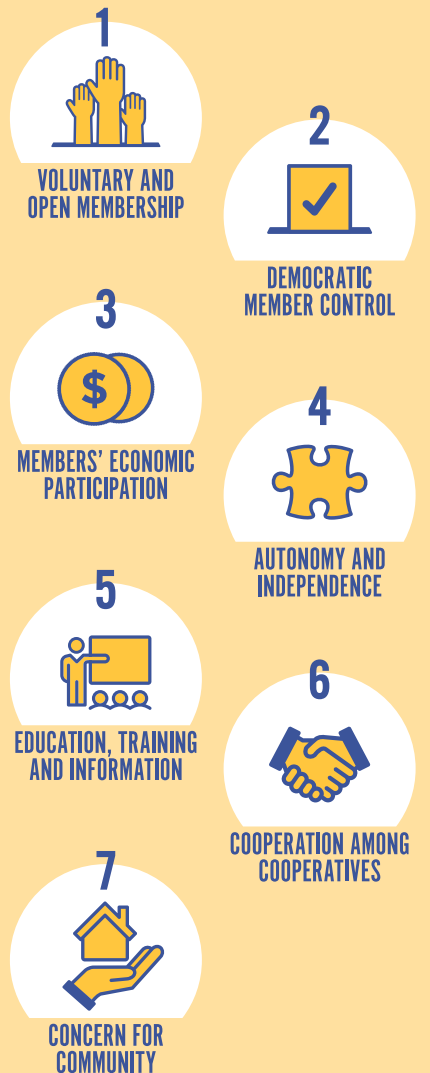 1
VOLUNTARY AND
OPEN MEMBERSHIP
2
DEMOCRATIC
MEMBER CONTROL
3
$
MEMBERS' ECONOMIC
PARTICIPATION
4
AUTONOMY AND
INDEPENDENCE
5
EDUCATION, TRAINING
AND INFORMATION
6
COOPERATION AMONG
COOPERATIVES
7
CONCERN FOR
COMMUNITY